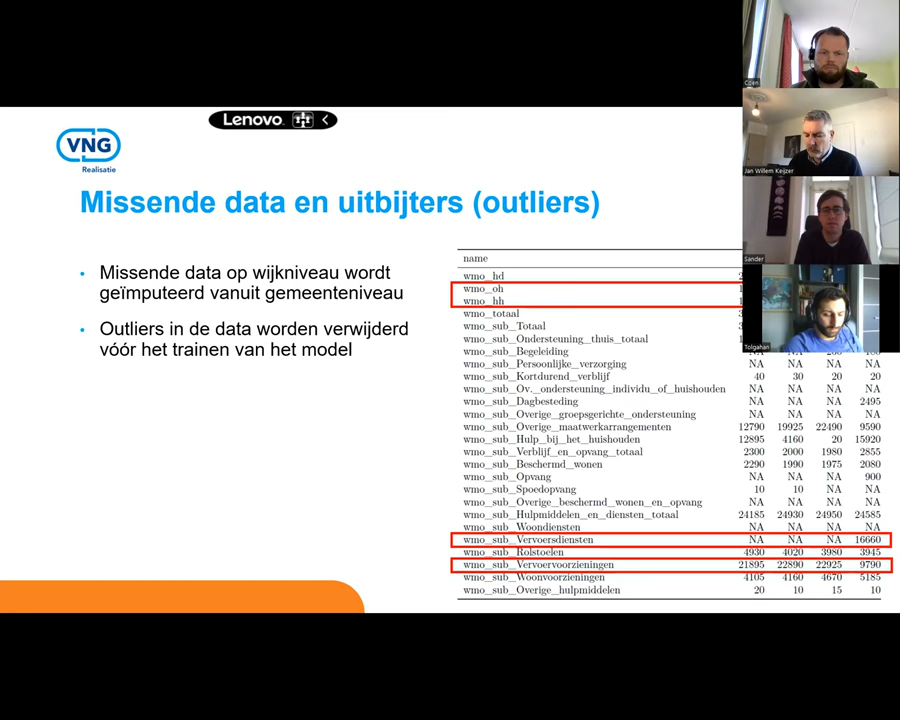 Lenovo
VNG
Realisatie
Missende data en uitbijters (outliers)
• Missende data op wijkniveau wordt
geïmputeerd vanuit gemeenteniveau
• Outliers in de data worden verwijderd
vóór het trainen van het model
name
wmo_hd
wmo_oh
wmo_hh
wmo_totaal
wmo_sub_Totaal
wmo_sub_Ondersteuning_thuis_totaal
wmo_sub_Begeleiding
wmo_sub_Persoonlijke_verzorging NA NA NA NA
wmo_sub_Kortdurend_verblijf 40 30 20 20
wmo_sub_Ov._ondersteuning_individu_of_huishouden NA NA NA NA
wmo_sub_Dagbesteding NA NA NA 2495
wmo_sub_Overige_groepsgerichte_ondersteuning NA NA NA NA
wmo_sub_Overige_maatwerkarrangementen 12790 19925 22490 9590
wmo_sub_Hulp_bij_het_huishouden 12895 4160 20 15920
wmo_sub_Verblijf_en_opvang_totaal 2300 2000 1980 2855
wmo_sub_Beschermd_wonen 2290 1990 1975 2080
wmo_sub_Opvang NA NA NA 900
wmo_sub_Spoedopvang 10 10 NA NA
wmo_sub_Overige_beschermd_wonen_en_opvang NA NA NA NA
wmo_sub_Hulpmiddelen_en_diensten_totaal 24185 24930 24950 24585
wmo_sub_Woondiensten NA NA NA NA
wmo_sub_Vervoersdiensten NA NA NA 16660
wmo_sub_Rolstoelen 4930 4020 3980 3945
wmo_sub_Vervoervoorzieningen 21895 22890 22925 9790
wmo_sub_Woonvoorzieningen 4105 4160 4670 5185
wmo_sub_Overige_hulpmiddelen 20 10 15 10
Coen
Jan Willem Keijzer
Sander
Tolgahan